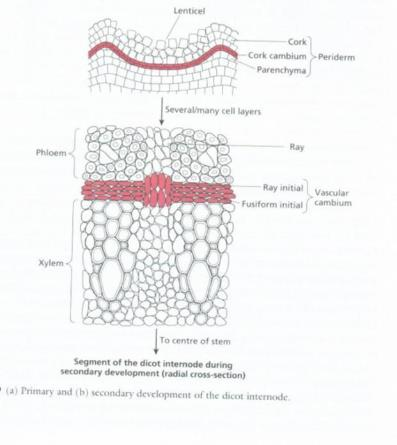 Lenticel
Cork
Cork cambium
Periderm
Parenchyma
Several/many cell layers
Phloem
Ray
Ray initial
Vascular
cambium
Fusiform initial
Xylem
To centre of stem
Segment of the dicot internode during
secondary development (radial cross-section)
(a) Primary and (b) secondary development of the dicot internode.